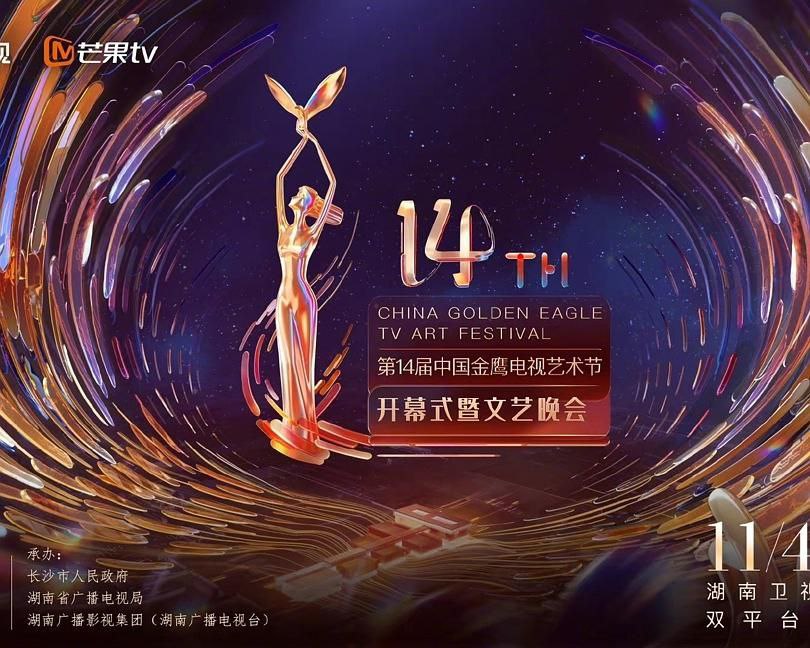 视 芒果tv
14TH
CHINA GOLDEN EAGLE
TV ART FESTIVAL
第14届中国金鹰电视艺术节
开幕式暨文艺晚会
11/4
承办：
长沙市人民政府
湖南卫视
湖南省广播电视局
双平台
湖南广播影视集团（湖南广播电视台）